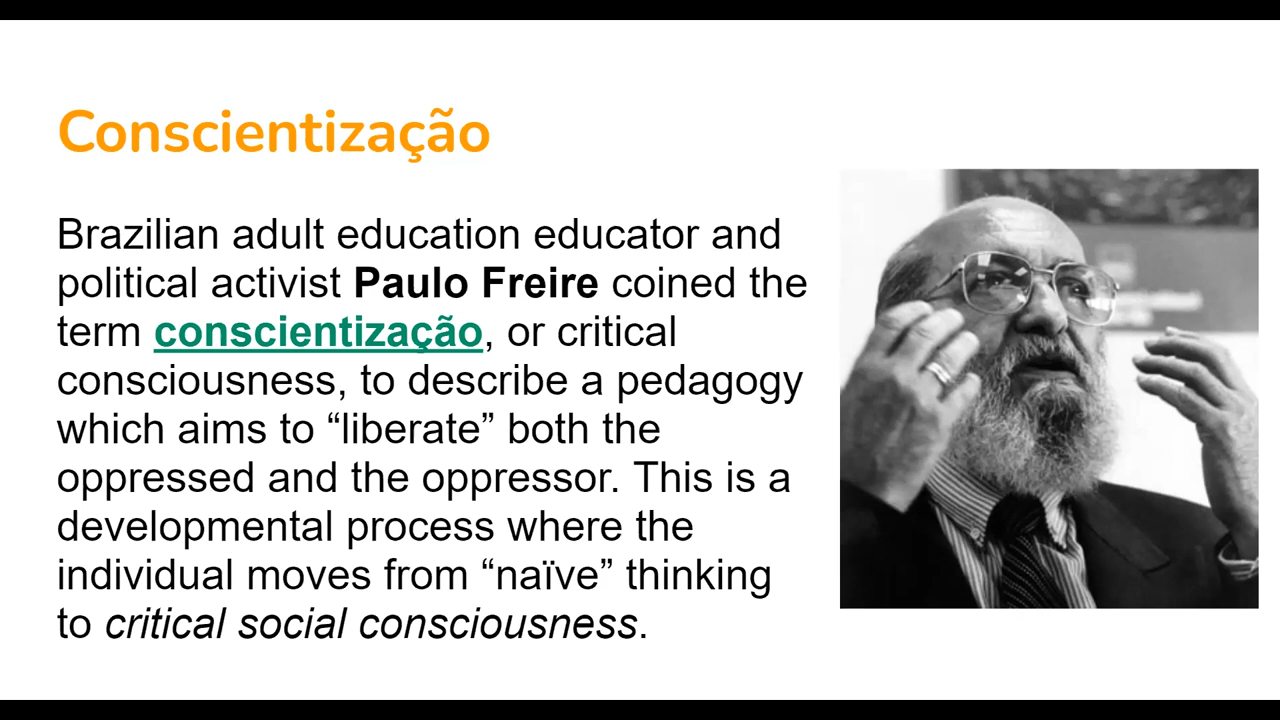 Conscientização
Brazilian adult education educator and
political activist Paulo Freire coined the
term conscientização, or critical
consciousness, to describe a pedagogy
which aims to “liberate” both the
oppressed and the oppressor. This is a
developmental process where the
individual moves from “naïve” thinking
to critical social consciousness.